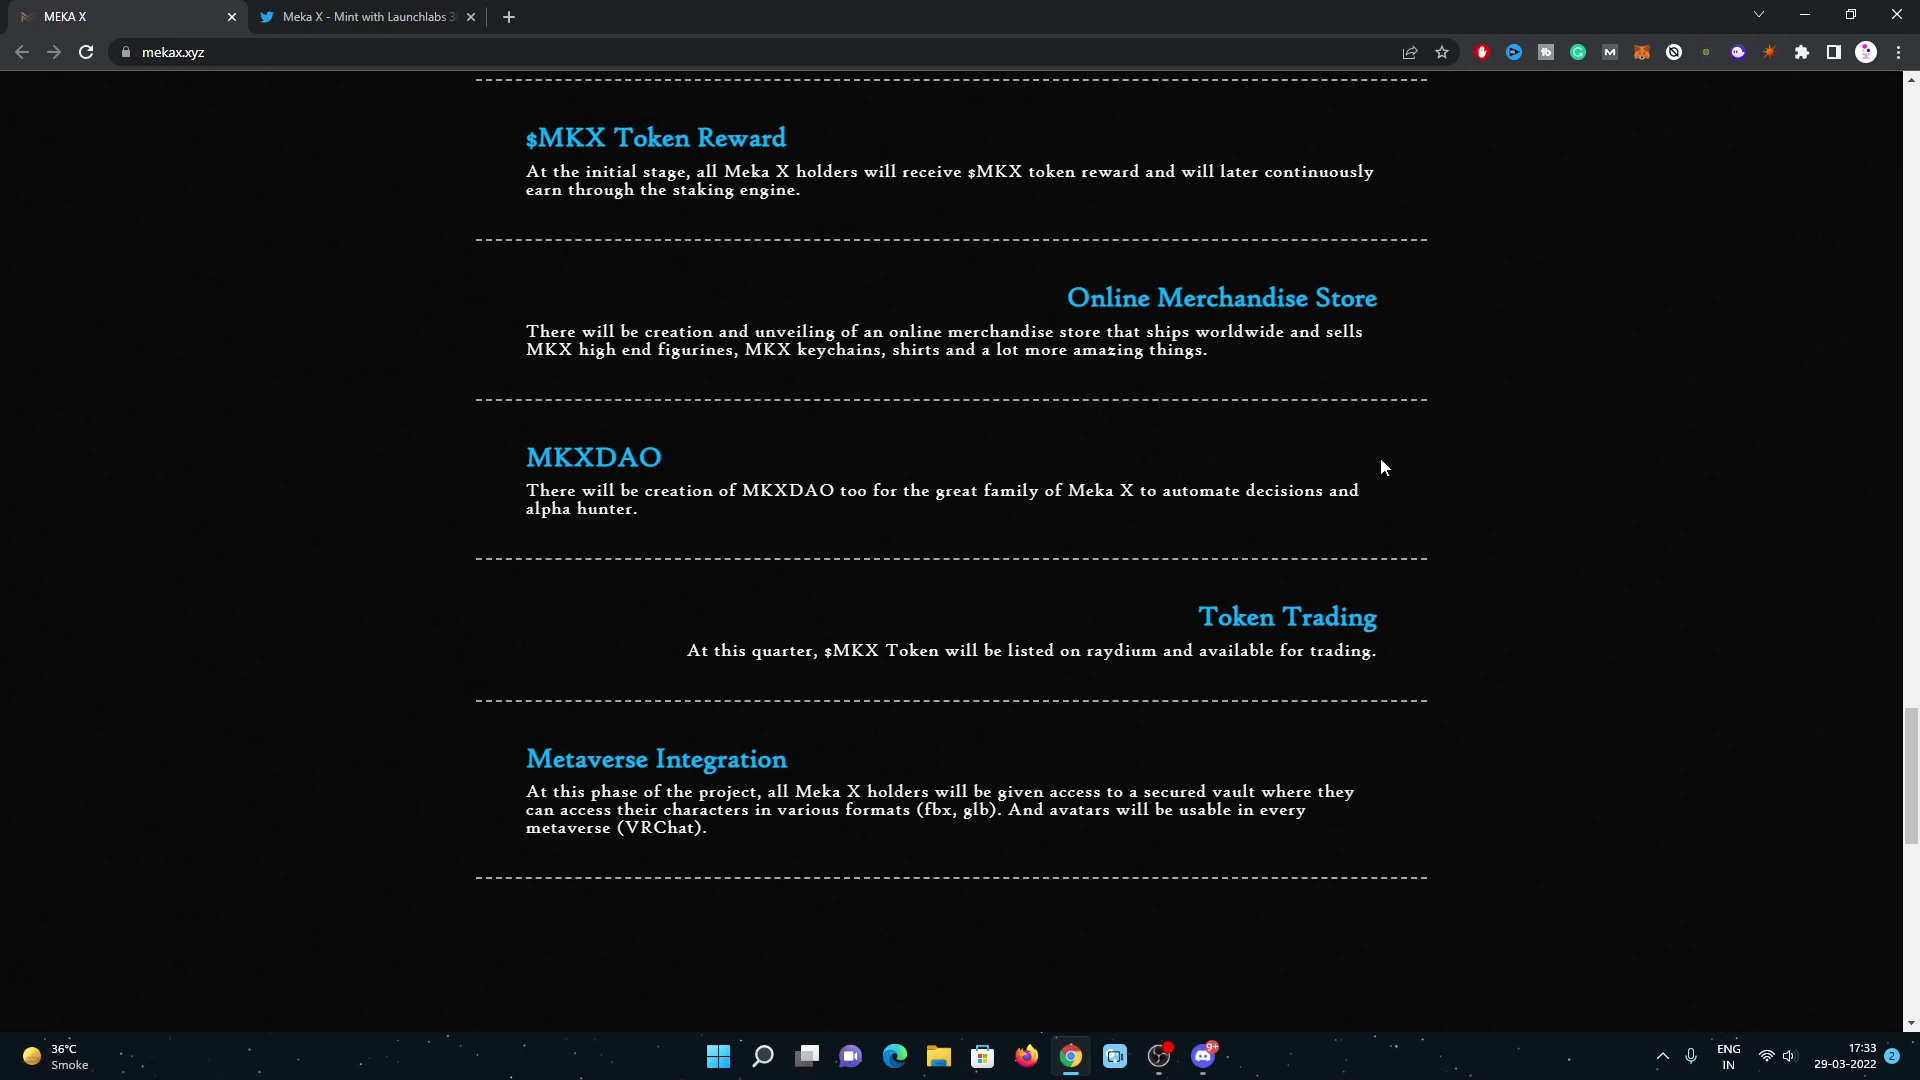 MEKA X
Meka X - Mint with Launchlabs 3
mekax.xyz
$MKX Token Reward
At the initial stage, all Meka X holders will receive $MKX token reward and will later continuously
earn through the staking engine.
Online Merchandise Store
There will be creation and unveiling of an online merchandise store that ships worldwide and sells
MKX high end figurines, MKX keychains, shirts and a lot more amazing things.
MKXDAO
There will be creation of MKXDAO too for the great family of Meka X to automate decisions and
alpha hunter.
Token Trading
At this quarter, $MKX Token will be listed on raydium and available for trading.
Metaverse Integration
At this phase of the project, all Meka X holders will be given access to a secured vault where they
can access their characters in various formats (fbx, glb). And avatars will be usable in every
metaverse (VRChat).
36°C
Smoke
9+
ENG
IN
17:33
29-03-2022
2